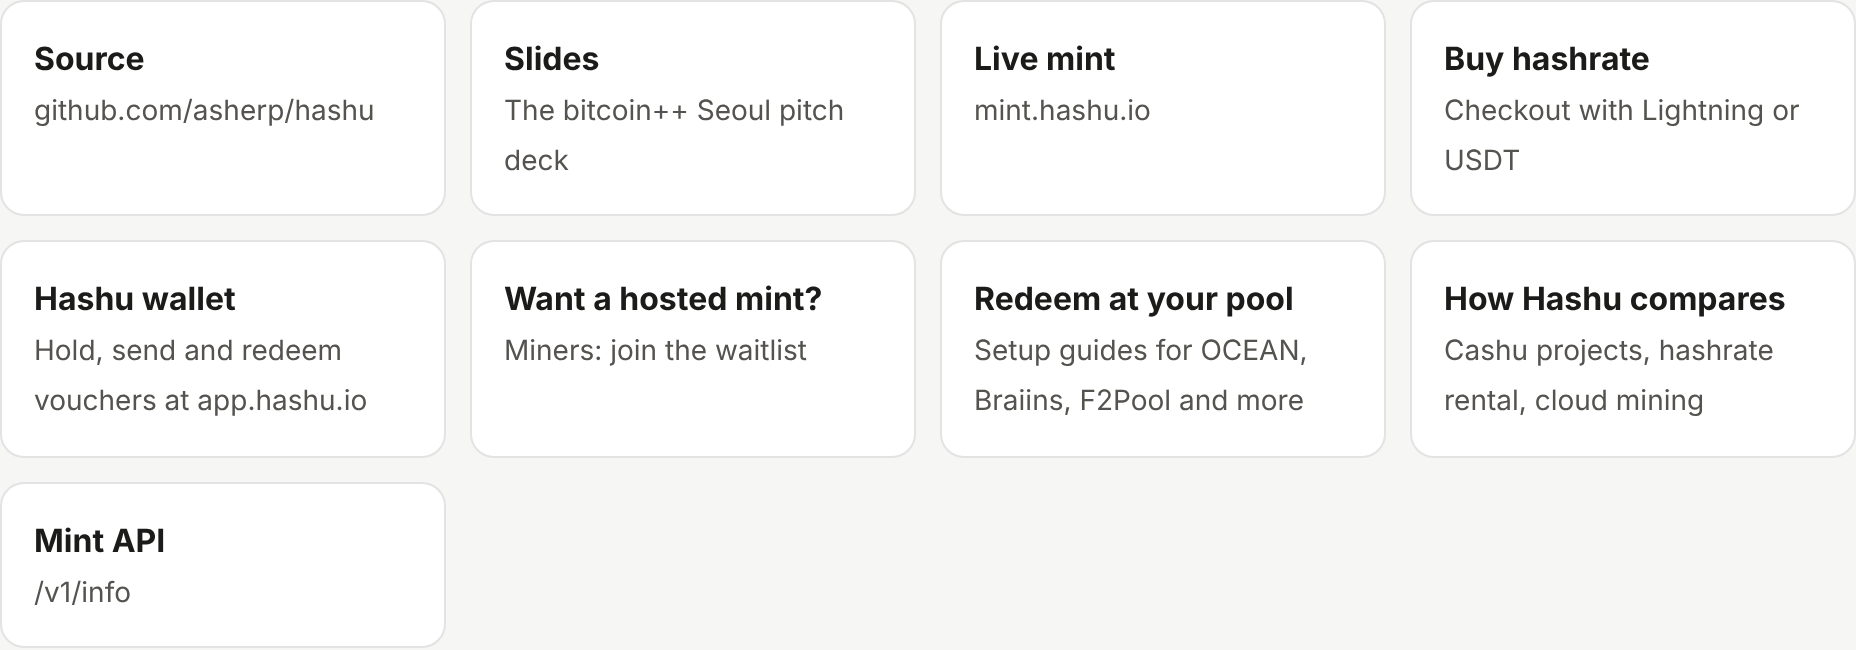 Source
github.com/asherp/hashu
Slides
The bitcoin++ Seoul pitch
deck
Live mint
mint.hashu.io
Buy hashrate
Checkout with Lightning or
USDT
Hashu wallet
Hold, send and redeem
vouchers at app.hashu.io
Want a hosted mint?
Miners: join the waitlist
Redeem at your pool
Setup guides for OCEAN,
Braiins, F2Pool and more
How Hashu compares
Cashu projects, hashrate
rental, cloud mining
Mint API
/v1/info